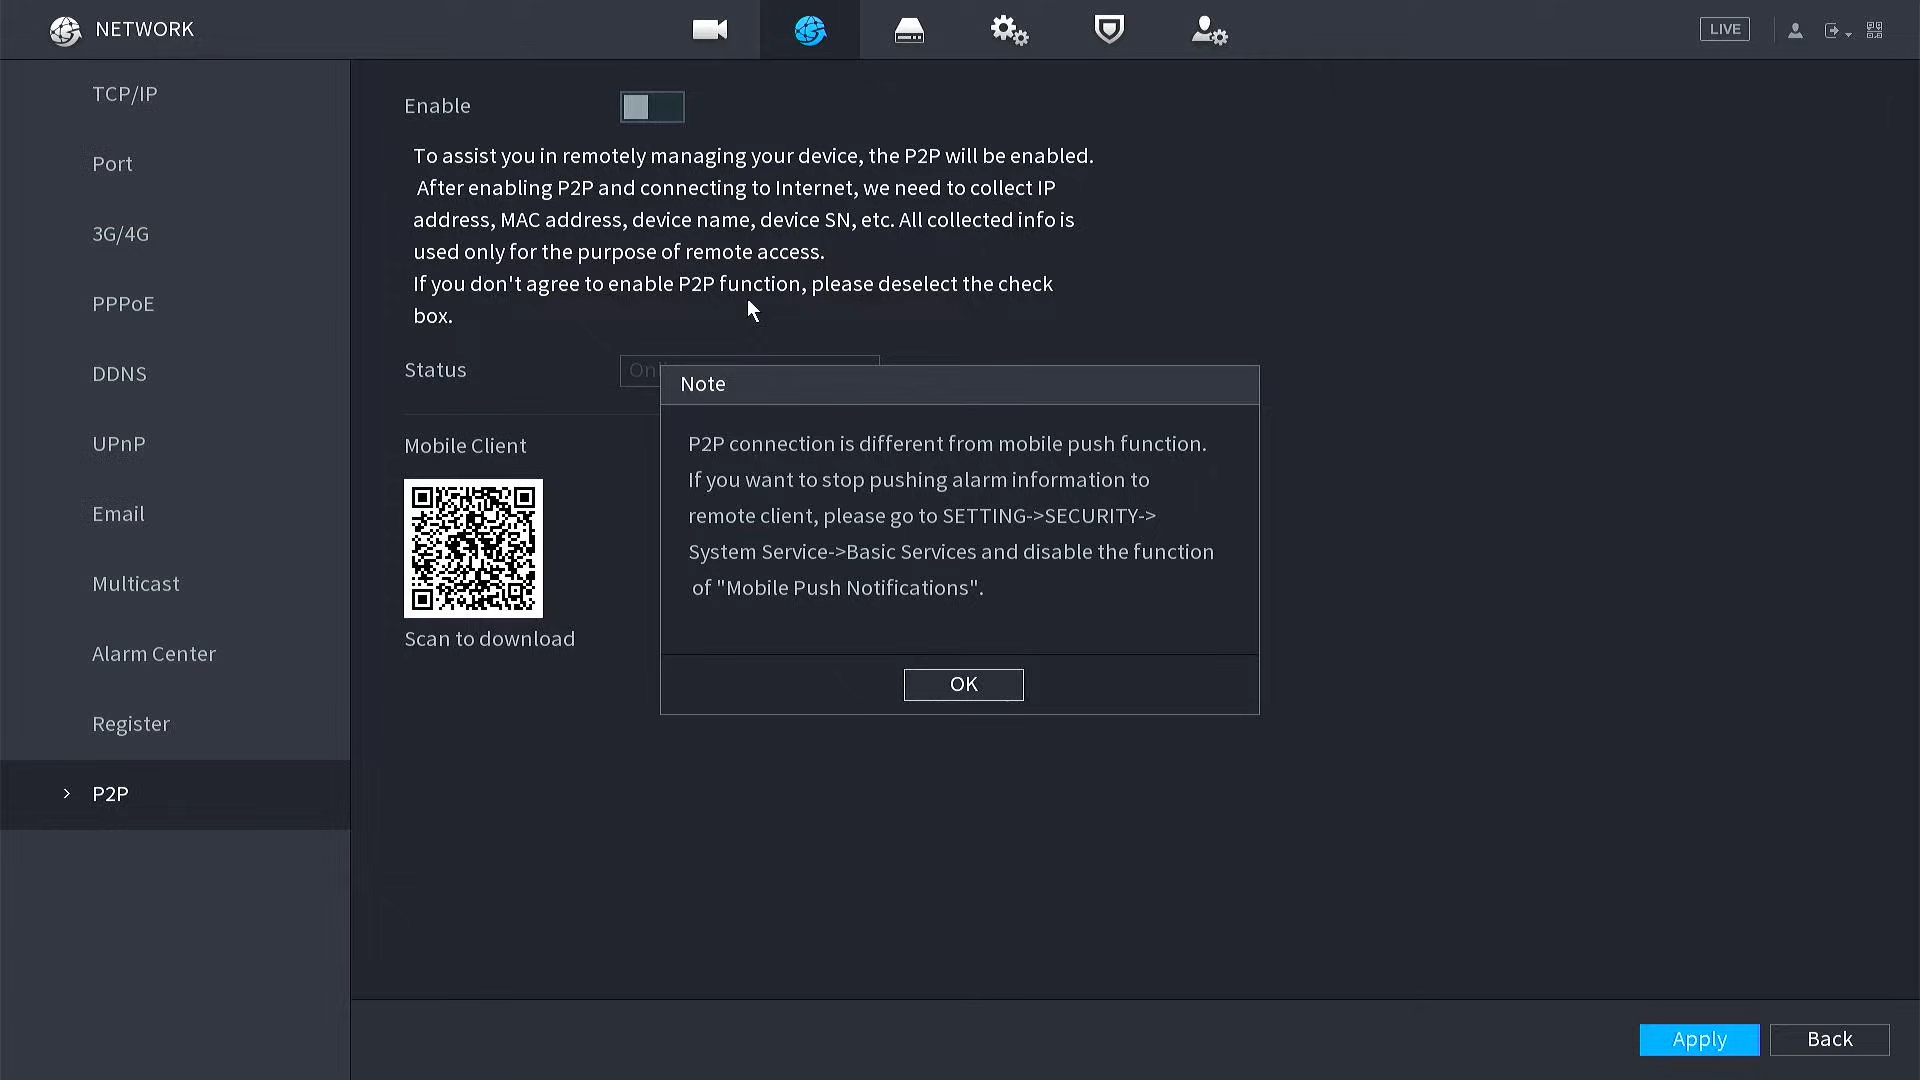 NETWORK
LIVE
TCP/IP
Port
3G/4G
PPPoE
DDNS
UPnP
Email
Multicast
Alarm Center
Register
P2P
Enable
To assist you in remotely managing your device, the P2P will be enabled.
After enabling P2P and connecting to Internet, we need to collect IP
address, MAC address, device name, device SN, etc. All collected info is
used only for the purpose of remote access.
If you don't agree to enable P2P function, please deselect the check
box.
Status
Mobile Client
Scan to download
Note
P2P connection is different from mobile push function.
If you want to stop pushing alarm information to
remote client, please go to SETTING->SECURITY->
System Service->Basic Services and disable the function
of "Mobile Push Notifications".
OK
Apply
Back